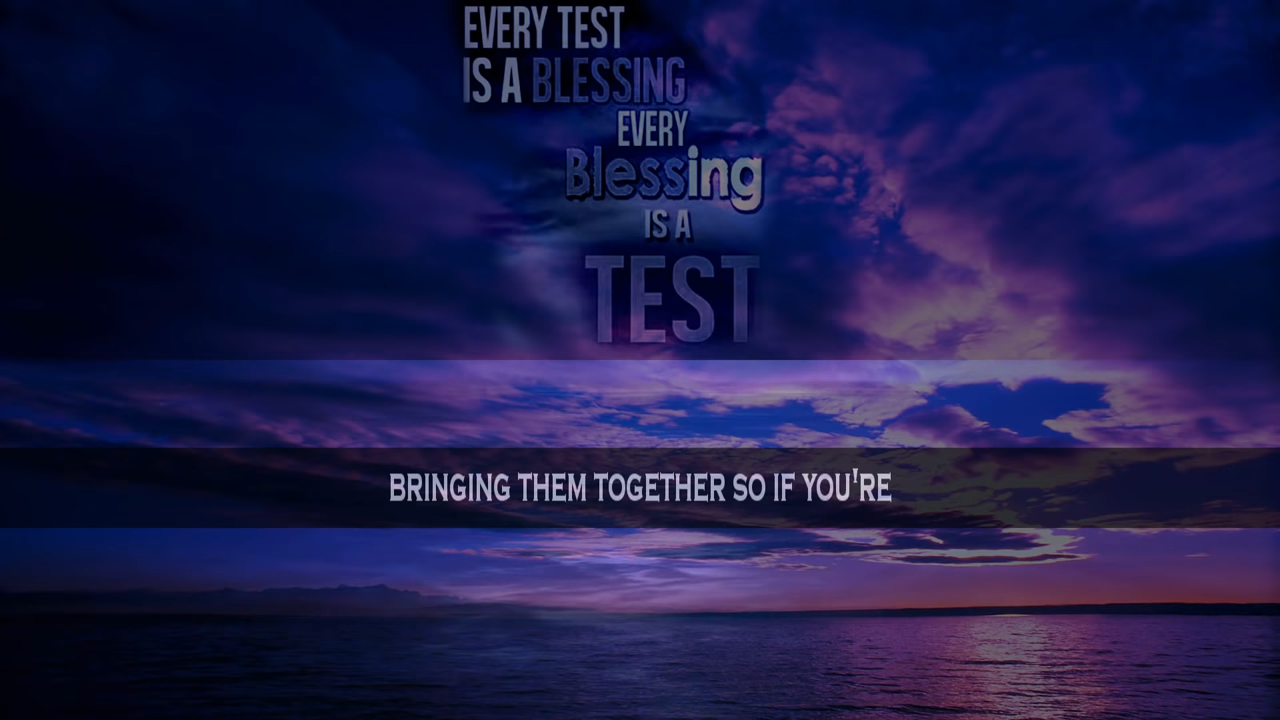 EVERY TEST
IS A BLESSING
EVERY
Blessing
IS A
TEST
BRINGING THEM TOGETHER SO IF YOU'RE